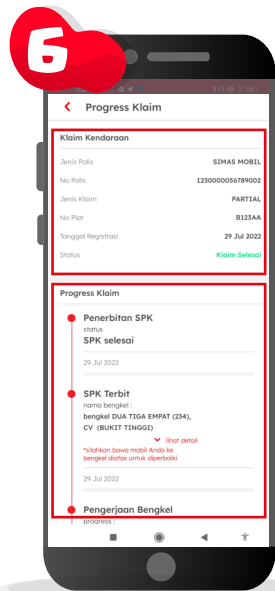 6
Progress Klaim
Klaim Kendaraan
Jenis Polis SIMAS MOBIL
No Polis 1230000056789002
Jenis Klaim PARTIAL
No Plat B123AA
Tanggal Registrasi 29 Jul 2022
Status Klaim Selesai
Progress Klaim
Penerbitan SPK
status
SPK selesai
29 Jul 2022
SPK Terbit
nama bengkel :
bengkel DUA TIGA EMPAT (234),
CV (BUKIT TINGGI)
lihat detail
*silahkan bawa mobil Anda ke
bengkel diatas untuk diperbaiki
29 Jul 2022
Pengerjaan Bengkel
progress :